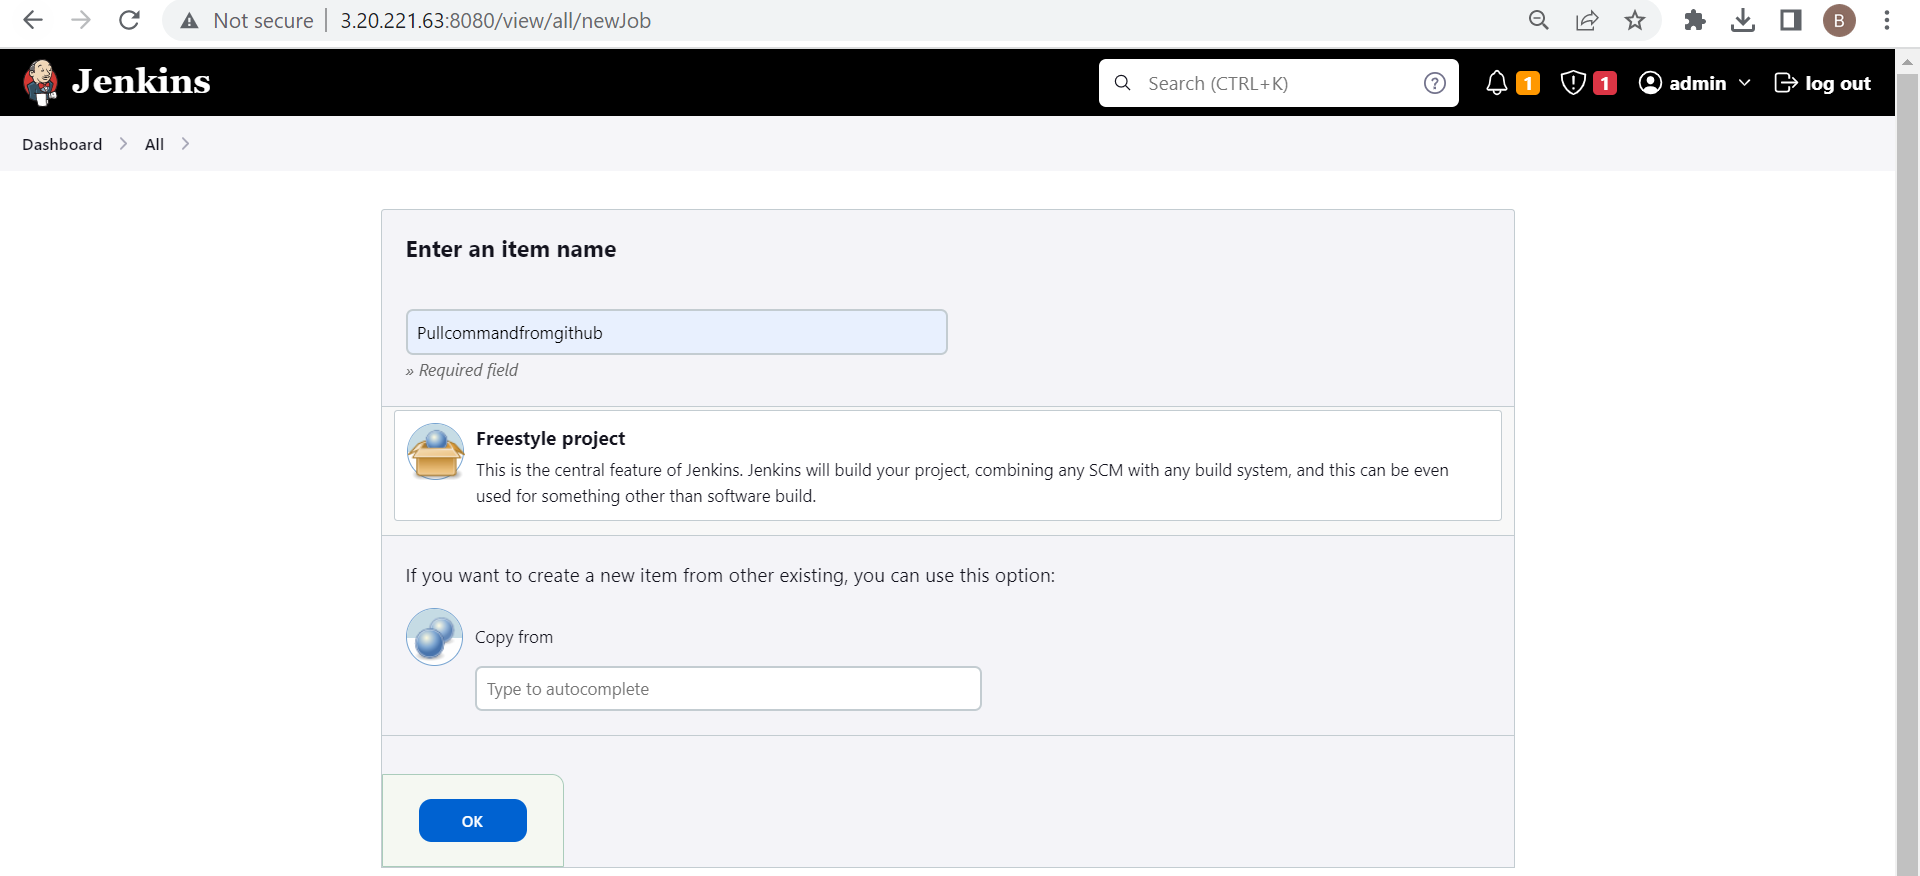 Not secure 3.20.221.63:8080/view/all/newJob B
Jenkins Search (CTRL+K) ? 1 1 admin log out
Dashboard All
Enter an item name
Pullcommandfromgithub
» Required field
Freestyle project
This is the central feature of Jenkins. Jenkins will build your project, combining any SCM with any build system, and this can be even
used for something other than software build.
If you want to create a new item from other existing, you can use this option:
Copy from
Type to autocomplete
OK